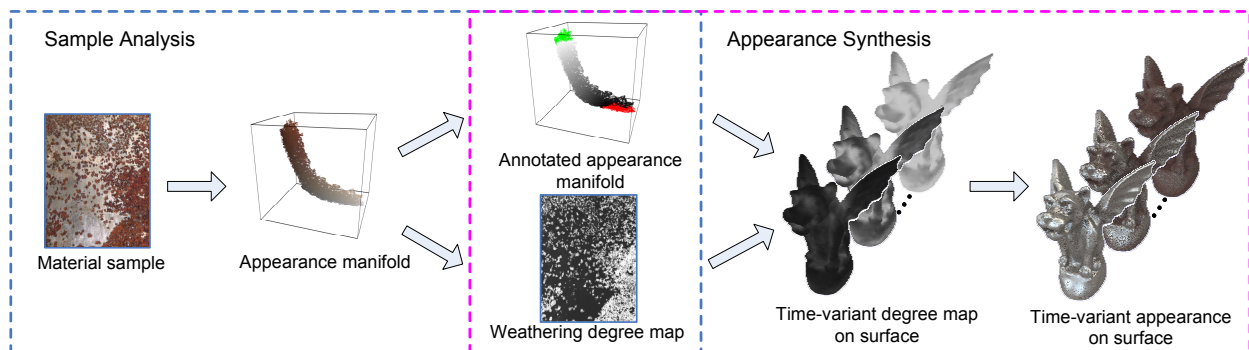 Sample Analysis
Appearance Synthesis
Material sample
Appearance manifold
Annotated appearance
manifold
Weathering degree map
Time-variant degree map
on surface
Time-variant appearance
on surface